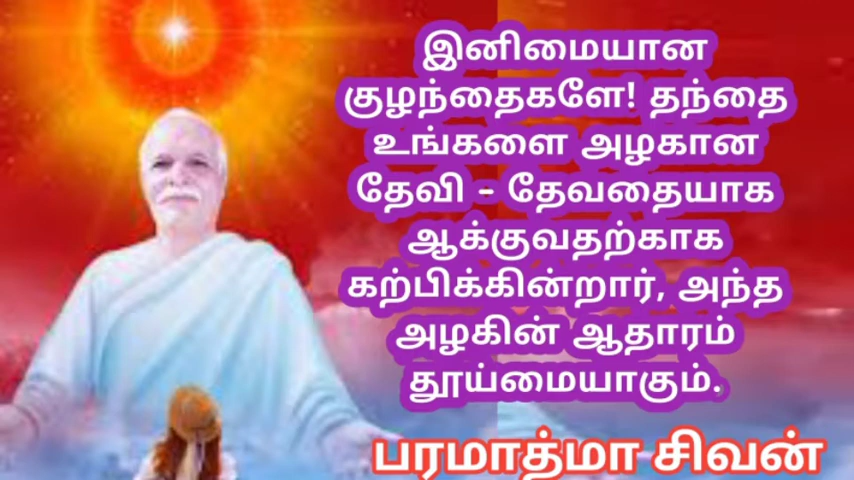 இனிமையான
குழந்தைகளே! தந்தை
உங்களை அழகான
தேவி - தேவதையாக
ஆக்குவதற்காக
கற்பிக்கின்றார், அந்த
அழகின் ஆதாரம்
தூய்மையாகும்.
பரமாத்மா சிவன்